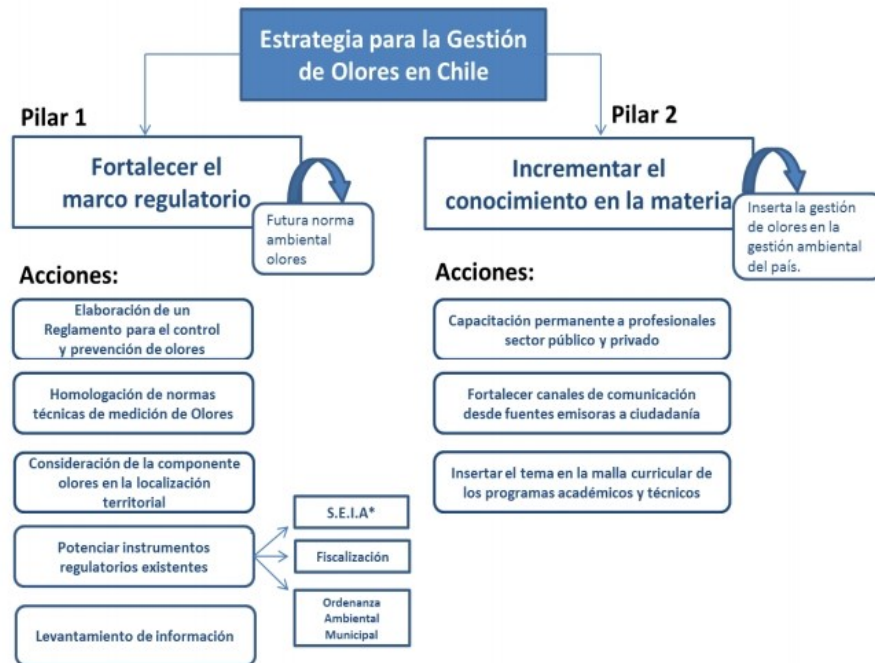 Estrategia para la Gestión
de Olores en Chile
Pilar 1
Fortalecer el
marco regulatorio
Futura norma
ambiental
olores
Acciones:
Elaboración de un
Reglamento para el control
y prevención de olores
Homologación de normas
técnicas de medición de Olores
Consideración de la componente
olores en la localización
territorial
Potenciar instrumentos
regulatorios existentes
S.E.I.A*
Fiscalización
Ordenanza
Ambiental
Municipal
Levantamiento de información
Pilar 2
Incrementar el
conocimiento en la materia
Inserta la gestión
de olores en la
gestión ambiental
del país.
Acciones:
Capacitación permanente a profesionales
sector público y privado
Fortalecer canales de comunicación
desde fuentes emisoras a ciudadanía
Insertar el tema en la malla curricular de
los programas académicos y técnicos